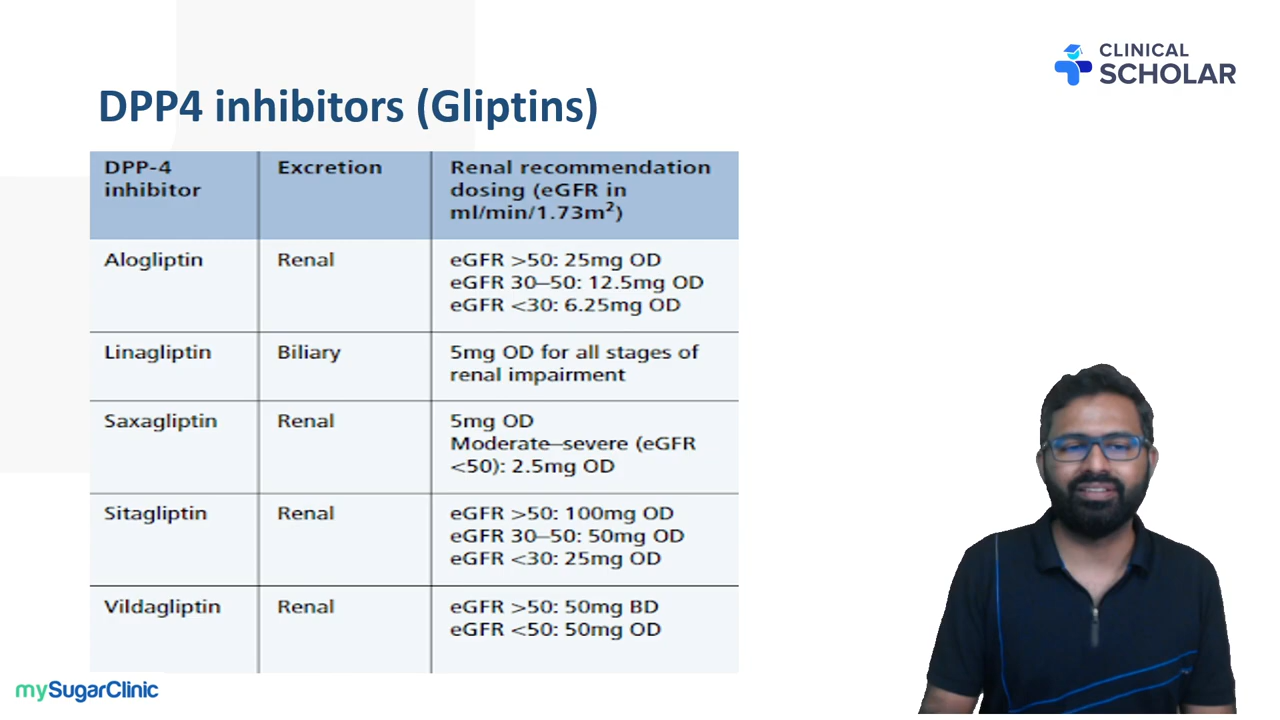 CLINICAL
SCHOLAR
DPP4 inhibitors (Gliptins)
DPP-4
inhibitor
Excretion
Renal recommendation
dosing (eGFR in
ml/min/1.73m²)
Alogliptin
Renal
eGFR >50: 25mg OD
eGFR 30–50: 12.5mg OD
eGFR <30: 6.25mg OD
Linagliptin
Biliary
5mg OD for all stages of
renal impairment
Saxagliptin
Renal
5mg OD
Moderate–severe (eGFR
<50): 2.5mg OD
Sitagliptin
Renal
eGFR >50: 100mg OD
eGFR 30–50: 50mg OD
eGFR <30: 25mg OD
Vildagliptin
Renal
eGFR >50: 50mg BD
eGFR <50: 50mg OD
mySugarClinic